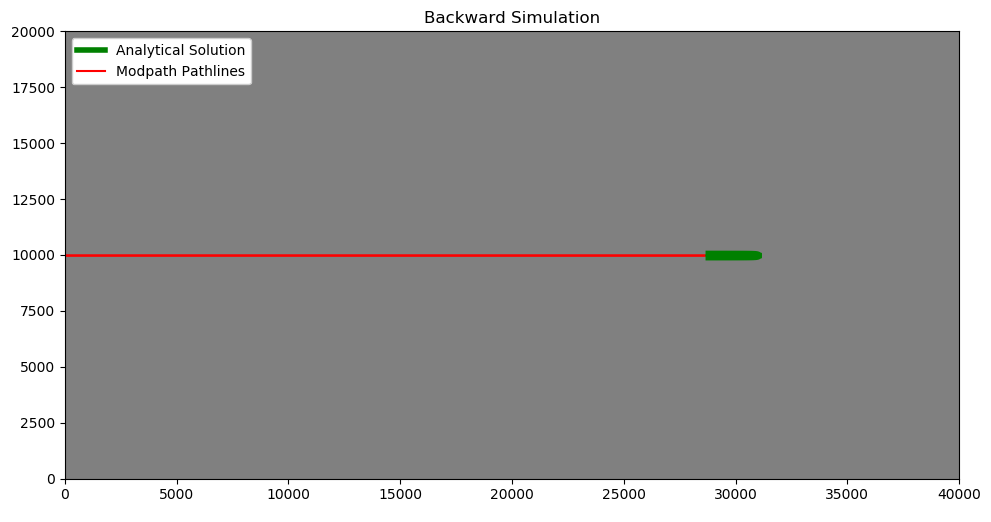 Backward Simulation
20000
17500
15000
12500
10000
7500
5000
2500
0
Analytical Solution
Modpath Pathlines
0 5000 10000 15000 20000 25000 30000 35000 40000